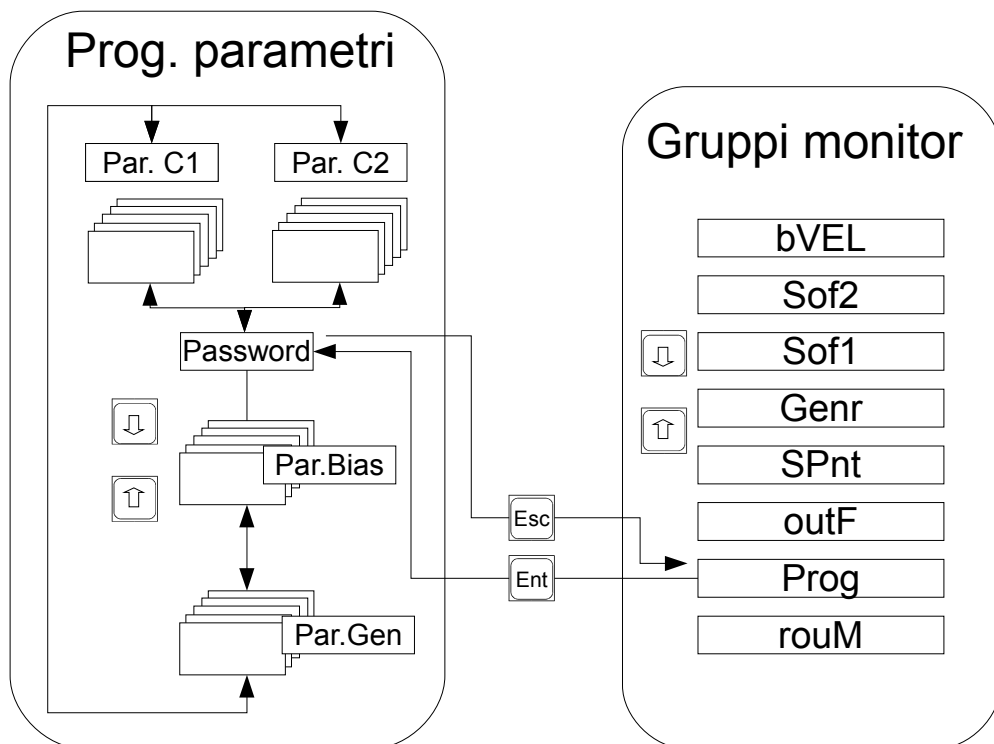 Prog. parametri
Par. C1
Par. C2
Password
Par.Bias
Par.Gen
Esc
Ent
Gruppi monitor
bVEL
Sof2
Sof1
Genr
SPnt
outF
Prog
rouM